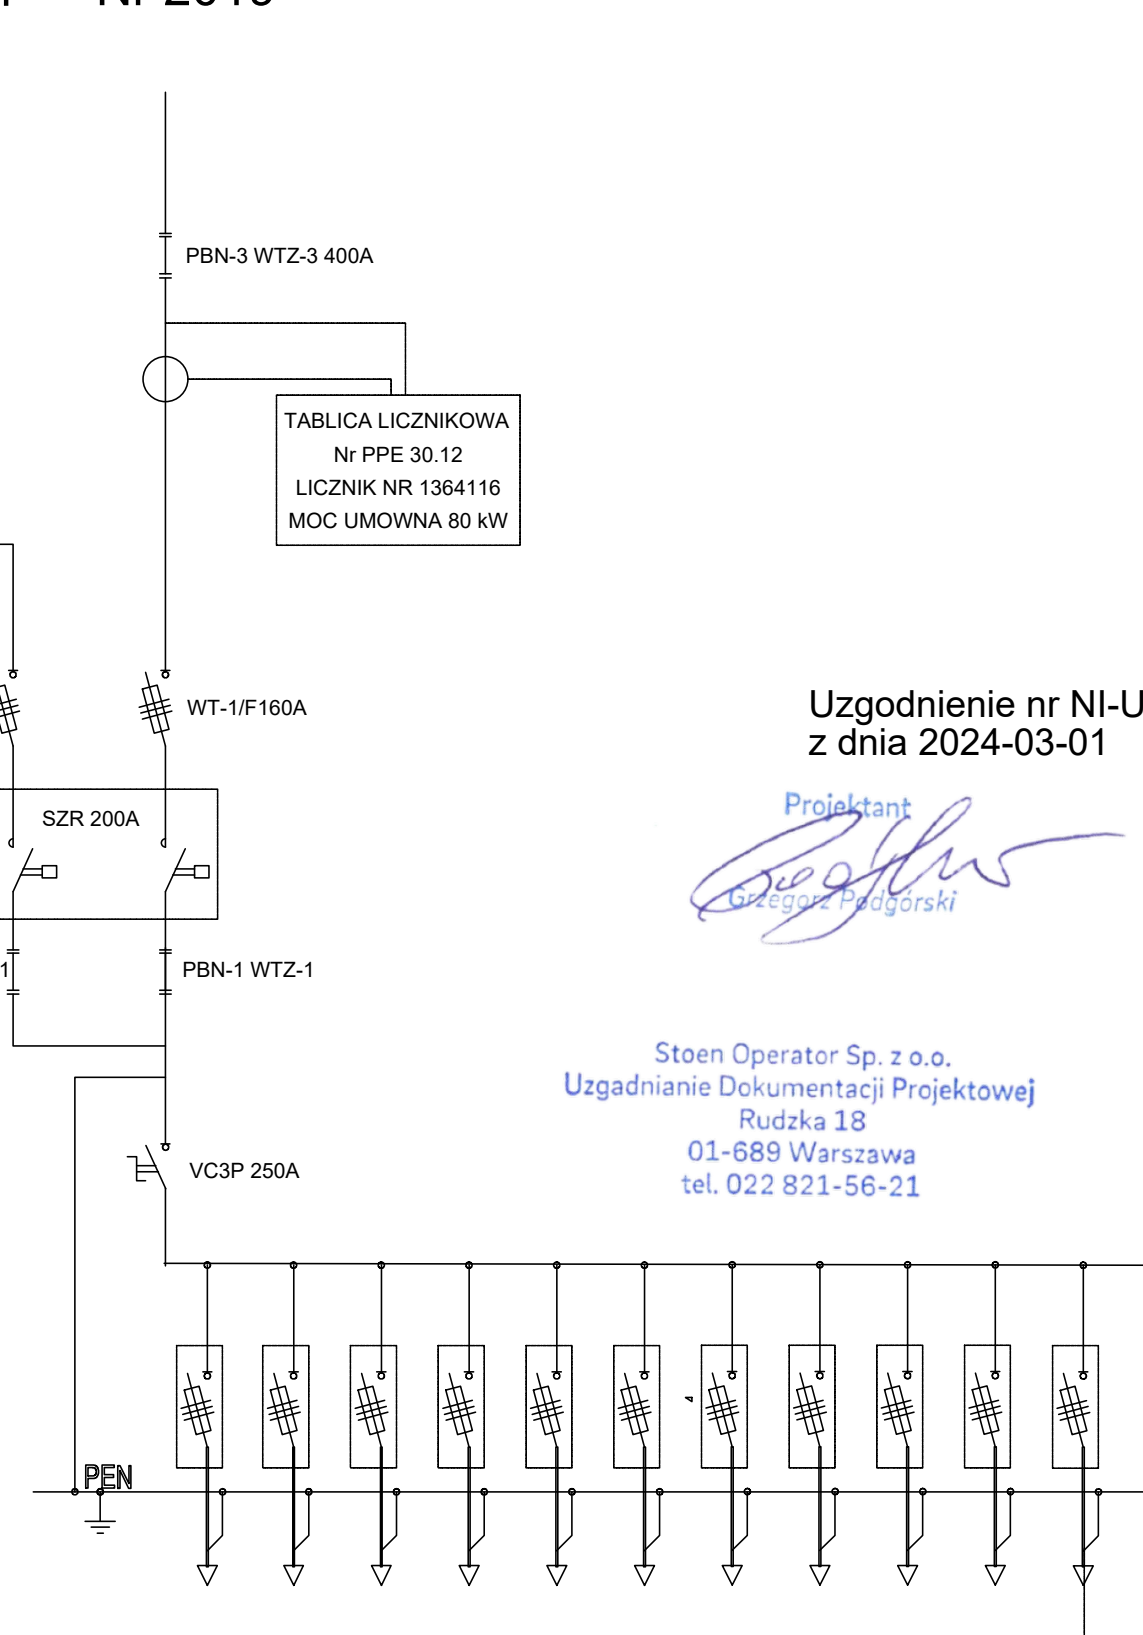 PBN-3 WTZ-3 400A
TABLICA LICZNIKOWA
Nr PPE 30.12
LICZNIK NR 1364116
MOC UMOWNA 80 kW
WT-1/F160A
Uzgodnienie nr NI-U
z dnia 2024-03-01
Projektant
Grzegorz Podgórski
SZR 200A
1
PBN-1 WTZ-1
Stoen Operator Sp. z o.o.
Uzgadnianie Dokumentacji Projektowej
Rudzka 18
01-689 Warszawa
tel. 022 821-56-21
VC3P 250A
PEN